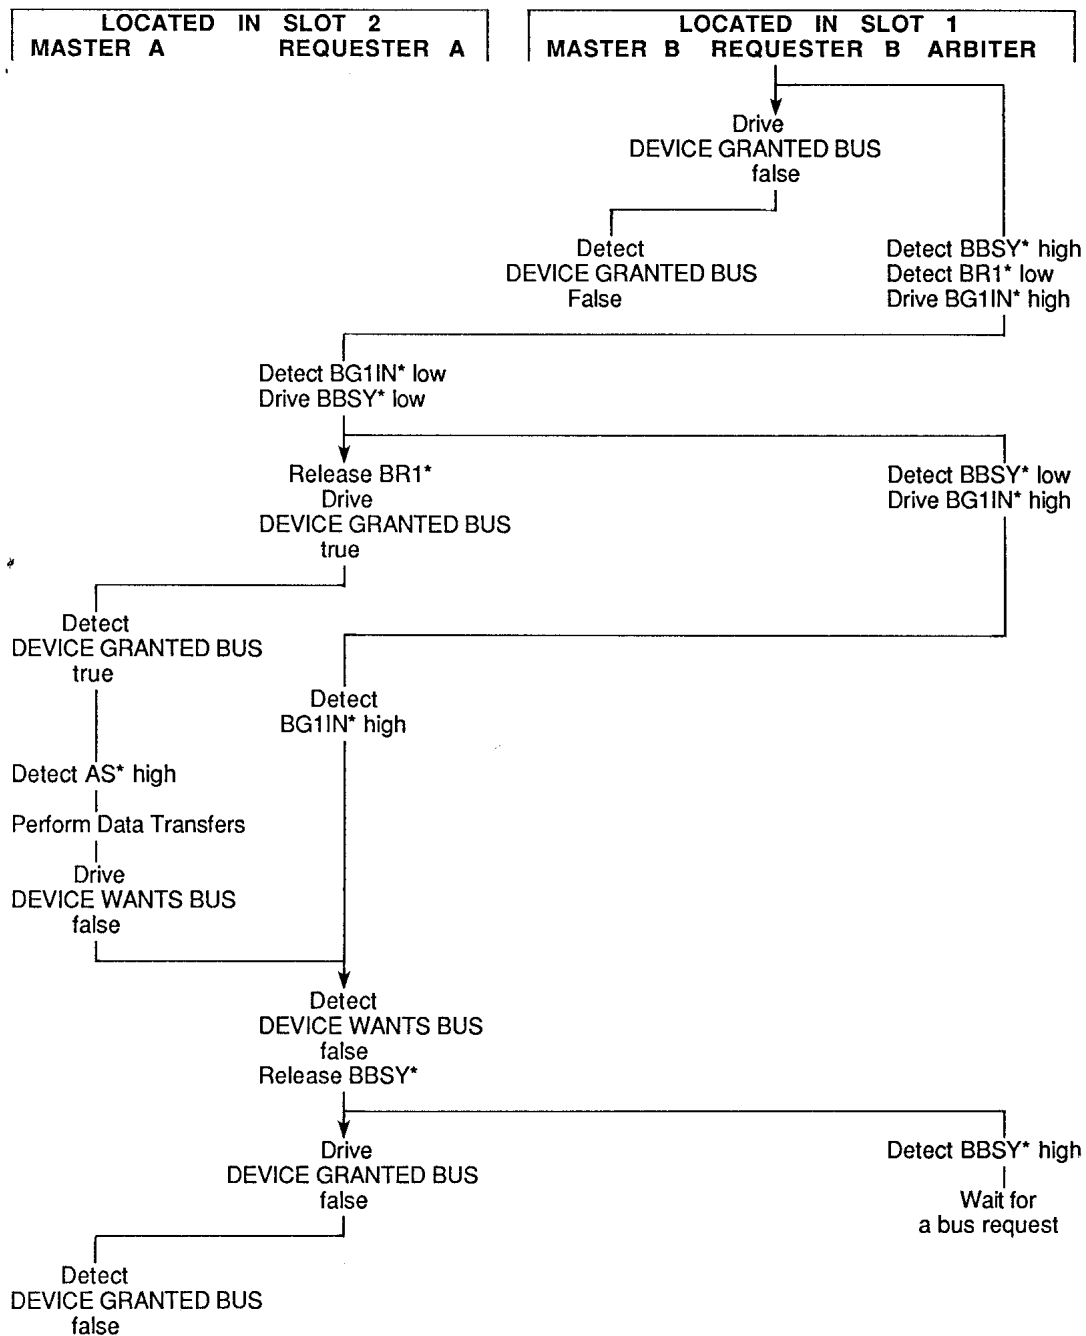 LOCATED IN SLOT 2
MASTER A REQUESTER A
LOCATED IN SLOT 1
MASTER B REQUESTER B ARBITER
Drive
DEVICE GRANTED BUS
false
Detect
DEVICE GRANTED BUS
False
Detect BBSY* high
Detect BR1* low
Drive BG1IN* high
Detect BG1IN* low
Drive BBSY* low
Release BR1*
Drive
DEVICE GRANTED BUS
true
Detect BBSY* low
Drive BG1IN* high
Detect
DEVICE GRANTED BUS
true
Detect
BG1IN* high
Detect AS* high
Perform Data Transfers
Drive
DEVICE WANTS BUS
false
Detect
DEVICE WANTS BUS
false
Release BBSY*
Drive
DEVICE GRANTED BUS
false
Detect BBSY* high
Wait for
a bus request
Detect
DEVICE GRANTED BUS
false